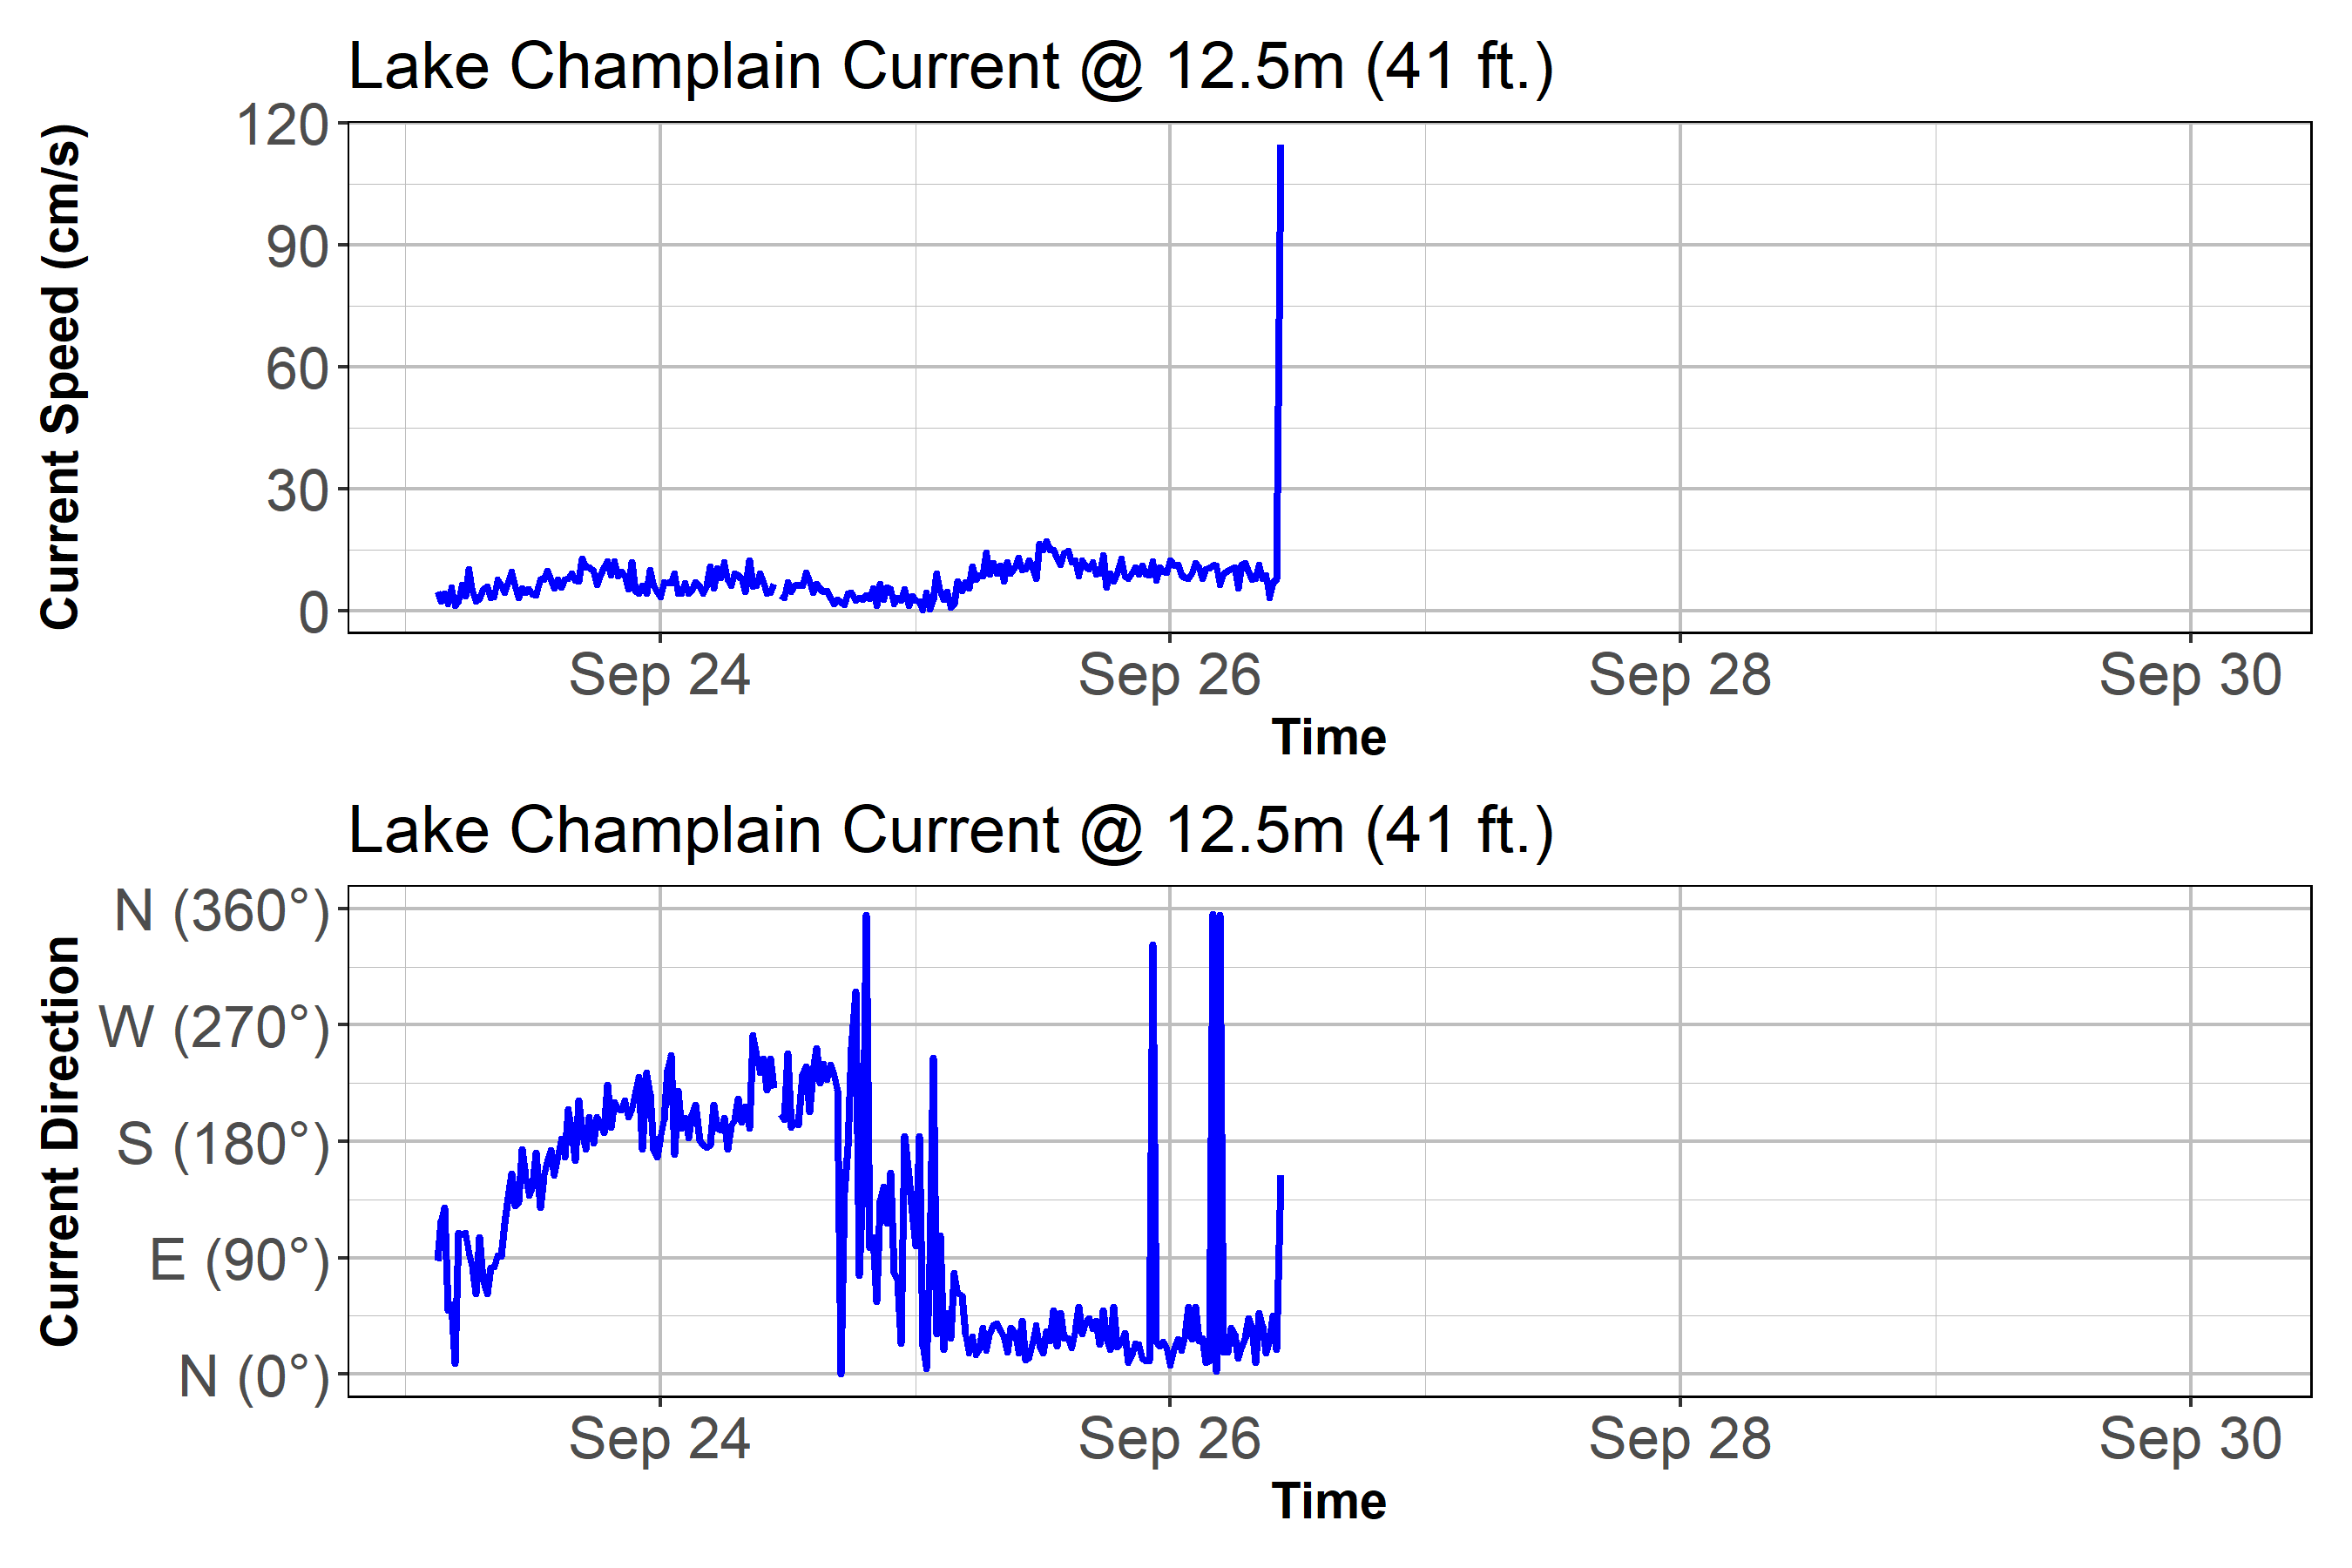 Lake Champlain Current @ 12.5m (41 ft.)
Current Speed (cm/s)
120
90
60
30
0
Sep 24 Sep 26 Sep 28 Sep 30
Time
Lake Champlain Current @ 12.5m (41 ft.)
Current Direction
N (360°)
W (270°)
S (180°)
E (90°)
N (0°)
Sep 24 Sep 26 Sep 28 Sep 30
Time